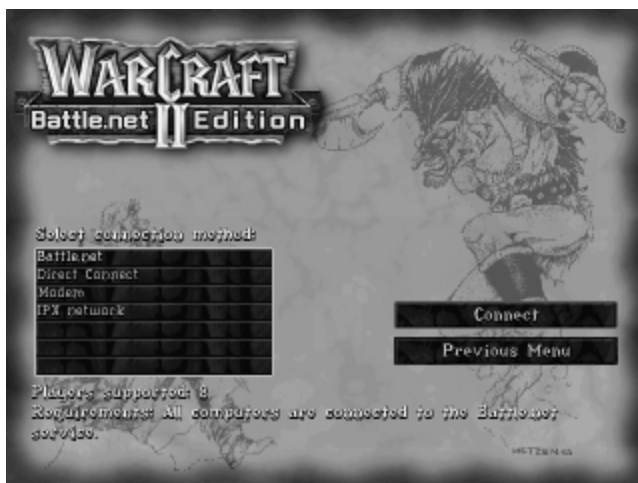 WARCRAFT
II
Battle.net Edition
Select connection method:
Battle.net
Direct Connect
Modem
IPX network
Connect
Previous Menu
Players supported: 8
Requirements: All computers are connected to the Battle.net
service.